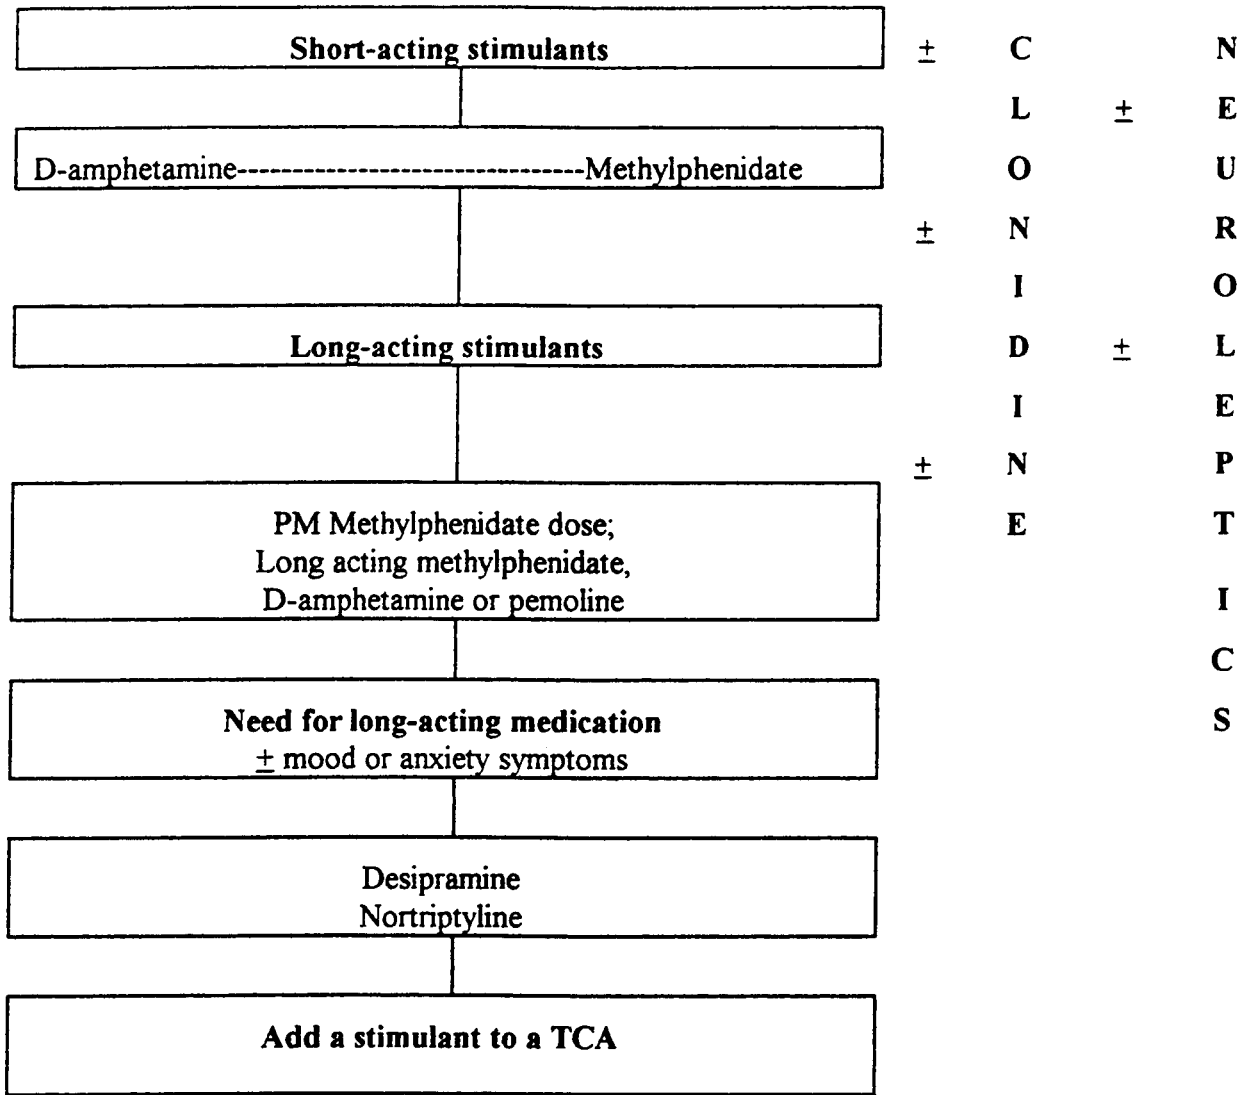 Short-acting stimulants
D-amphetamine--------------------------------Methylphenidate
Long-acting stimulants
PM Methylphenidate dose;
Long acting methylphenidate,
D-amphetamine or pemoline
Need for long-acting medication
± mood or anxiety symptoms
Desipramine
Nortriptyline
Add a stimulant to a TCA
±
±
±
C
L
O
N
I
D
I
N
E
±
±
N
E
U
R
O
L
E
P
T
I
C
S